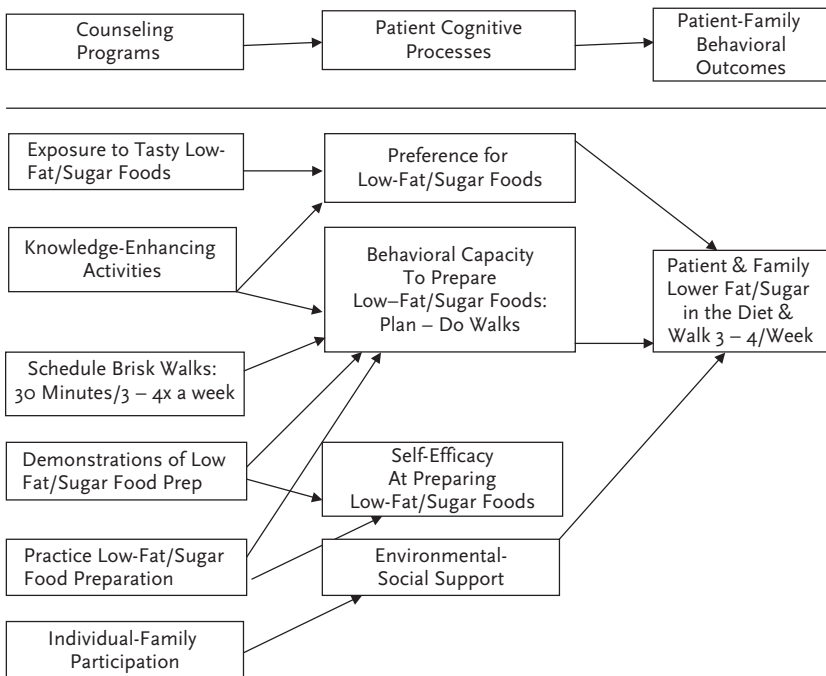 Counseling
Programs
Patient Cognitive
Processes
Patient-Family
Behavioral
Outcomes
Exposure to Tasty Low-
Fat/Sugar Foods
Preference for
Low-Fat/Sugar Foods
Knowledge-Enhancing
Activities
Behavioral Capacity
To Prepare
Low–Fat/Sugar Foods:
Plan – Do Walks
Patient & Family
Lower Fat/Sugar
in the Diet &
Walk 3 – 4/Week
Schedule Brisk Walks:
30 Minutes/3 – 4x a week
Demonstrations of Low
Fat/Sugar Food Prep
Self-Efficacy
At Preparing
Low-Fat/Sugar Foods
Practice Low-Fat/Sugar
Food Preparation
Environmental-
Social Support
Individual-Family
Participation